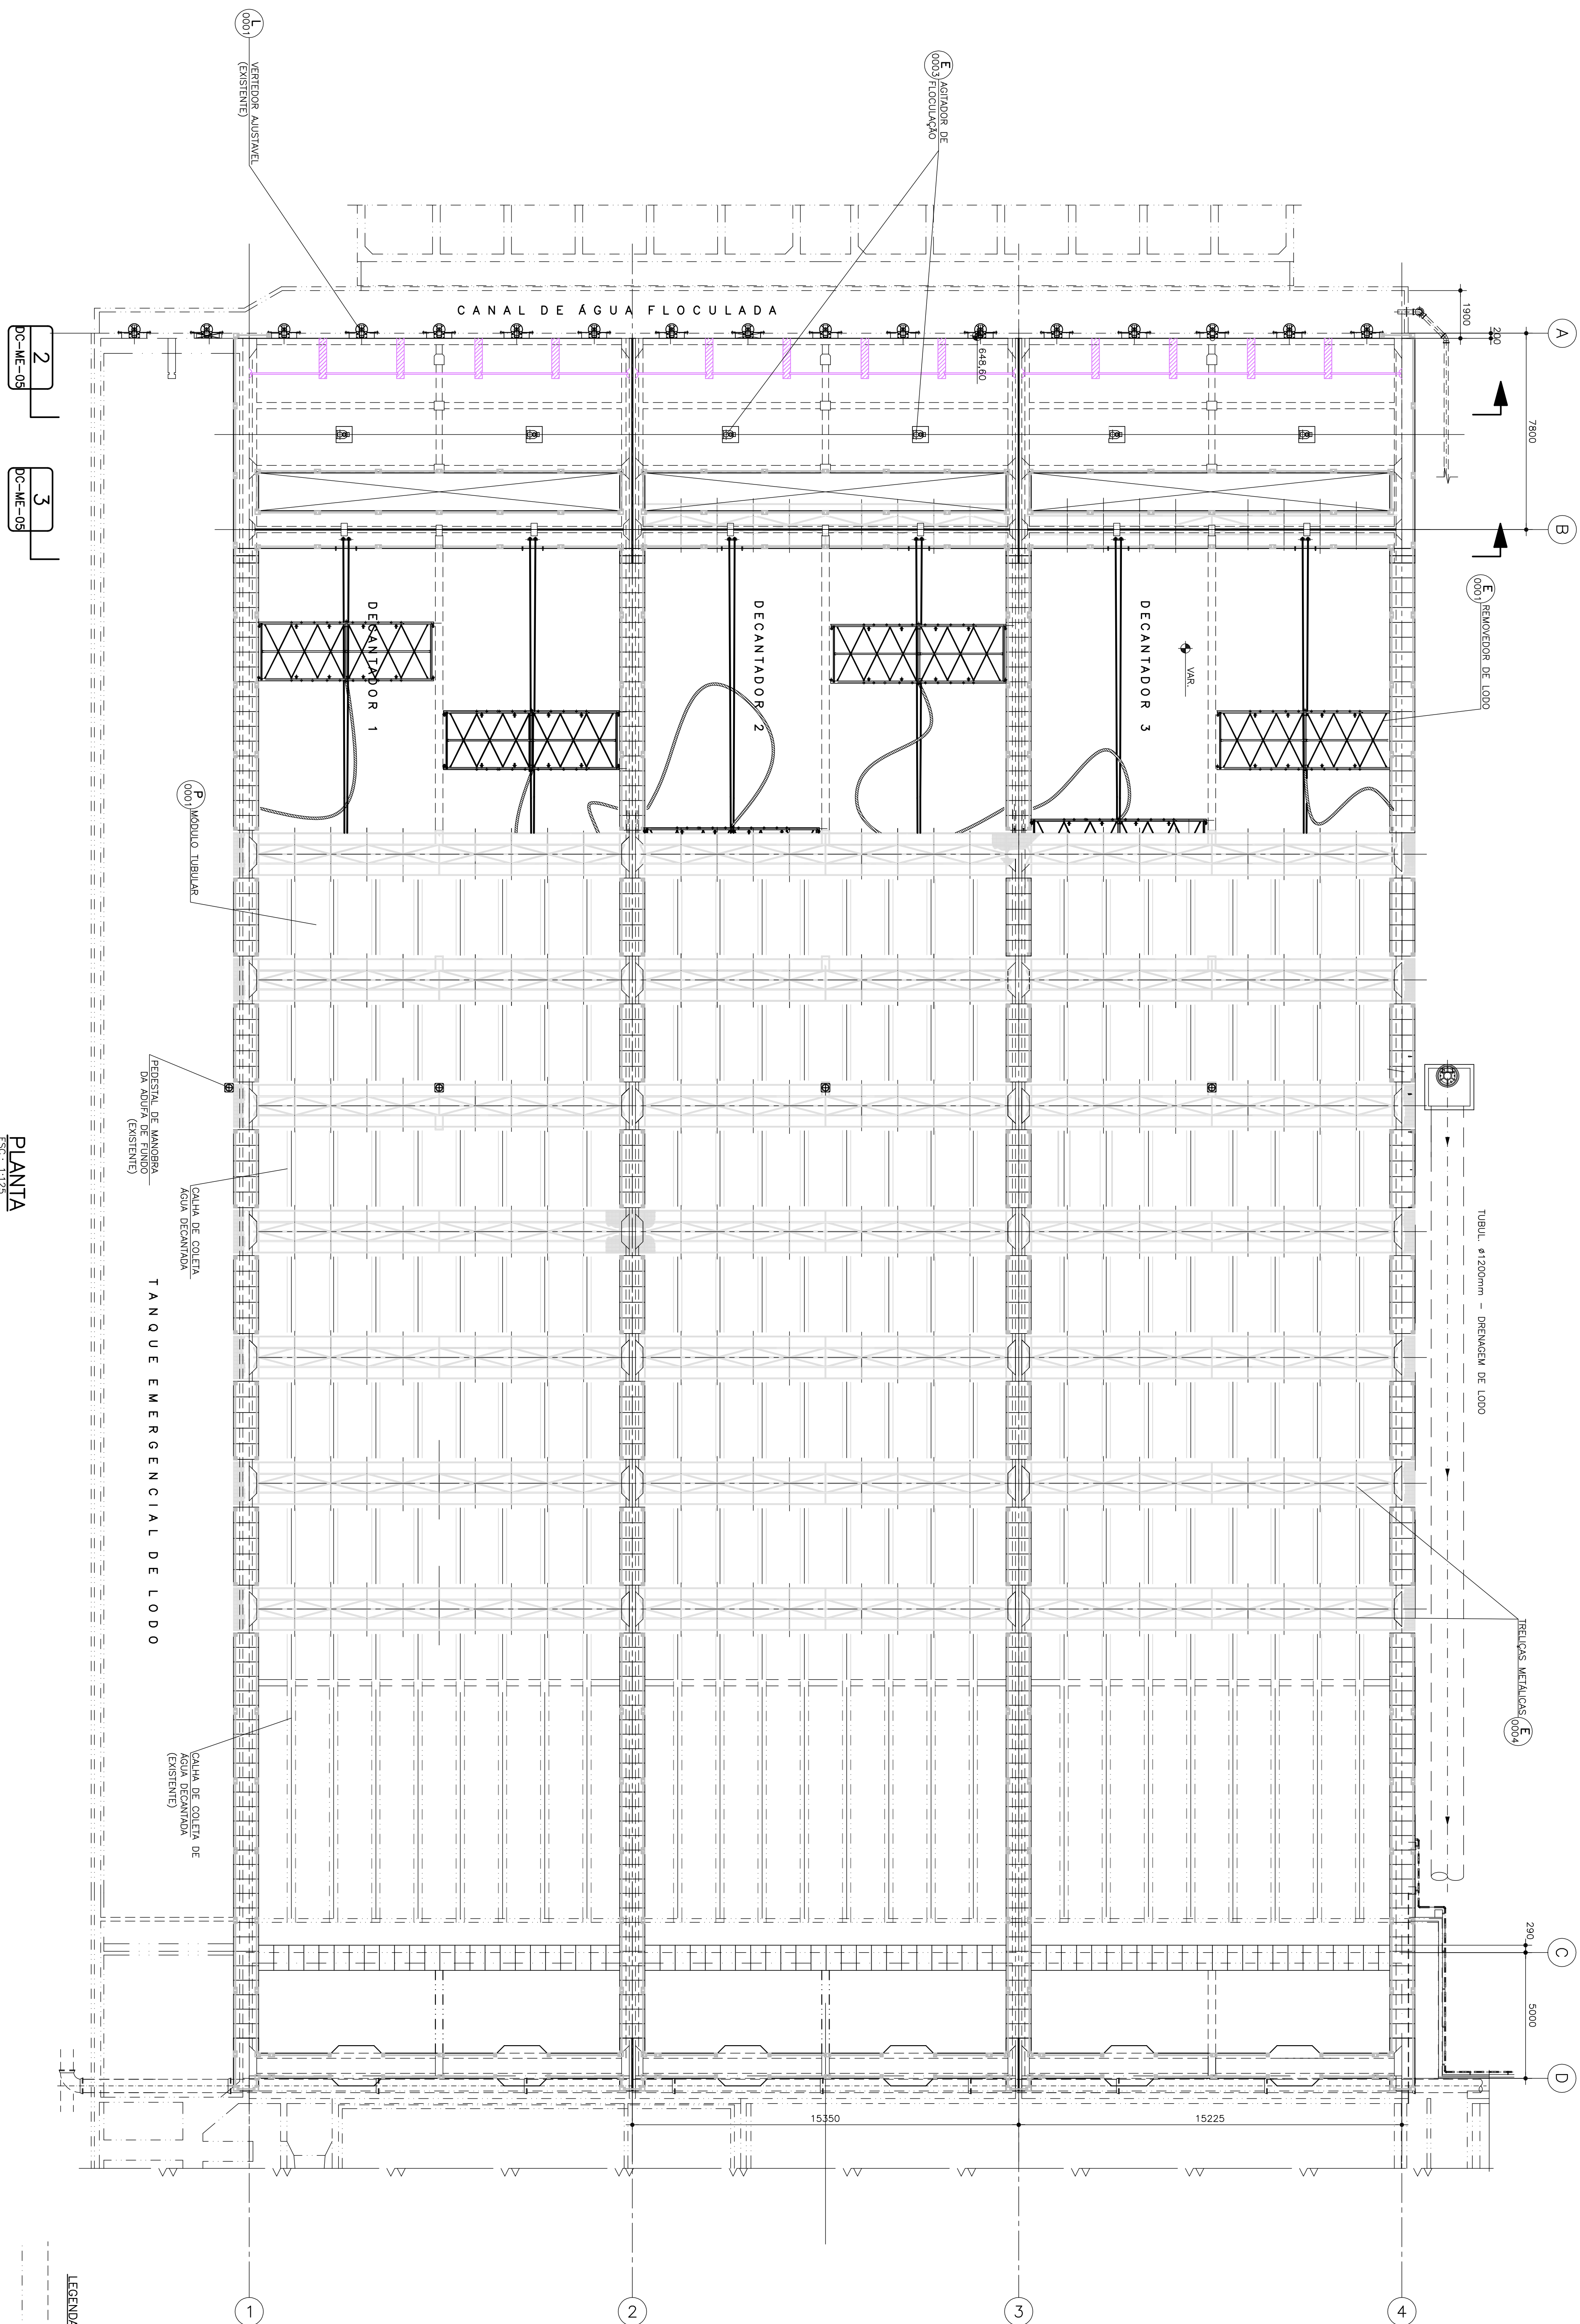 L
0001
VERTEDOR AJUSTAVEL
(EXISTENTE)
E
0003
AGITADOR DE
FLOCULAÇÃO
CANAL DE ÁGUA FLOCULADA
1900
200
A
7800
B
648,60
2
DC-ME-05
3
DC-ME-05
E
0001
REMOVEDOR DE LODO
DECANTADOR 1
DECANTADOR 2
DECANTADOR 3
VAR.
P
0001
MÓDULO TUBULAR
PEDESTAL DE MANOBRA
DA ADUFA DE FUNDO
(EXISTENTE)
CALHA DE COLETA
ÁGUA DECANTADA
TUBUL. ø1200mm - DRENAGEM DE LODO
PLANTA
ESC.: 1:125
TANQUE EMERGENCIAL DE LODO
TRELIÇAS METÁLICAS
E
0004
CALHA DE COLETA DE
ÁGUA DECANTADA
(EXISTENTE)
290
C
5000
D
15350
15225
1
2
3
4
LEGENDA